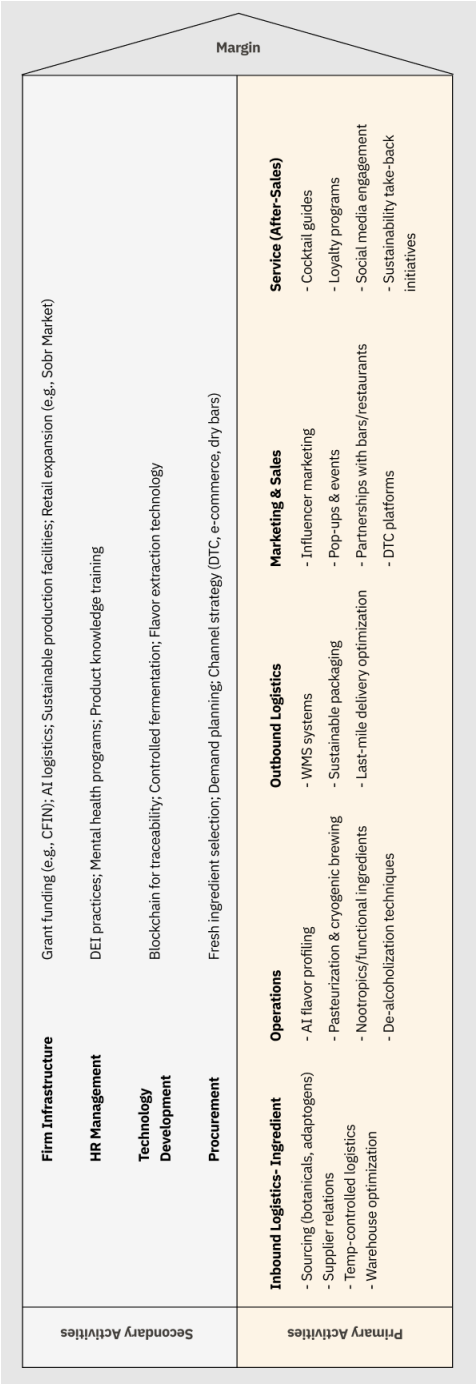 Margin
Secondary Activities
Firm Infrastructure
Grant funding (e.g., CFIN); AI logistics; Sustainable production facilities; Retail expansion (e.g., Sobr Market)
HR Management
DEI practices; Mental health programs; Product knowledge training
Technology
Development
Blockchain for traceability; Controlled fermentation; Flavor extraction technology
Procurement
Fresh ingredient selection; Demand planning; Channel strategy (DTC, e-commerce, dry bars)
Primary Activities
Inbound Logistics- Ingredient
- Sourcing (botanicals, adaptogens)
- Supplier relations
- Temp-controlled logistics
- Warehouse optimization
Operations
- AI flavor profiling
- Pasteurization & cryogenic brewing
- Nootropics/functional ingredients
- De-alcoholization techniques
Outbound Logistics
- WMS systems
- Sustainable packaging
- Last-mile delivery optimization
Marketing & Sales
- Influencer marketing
- Pop-ups & events
- Partnerships with bars/restaurants
- DTC platforms
Service (After-Sales)
- Cocktail guides
- Loyalty programs
- Social media engagement
- Sustainability take-back
initiatives